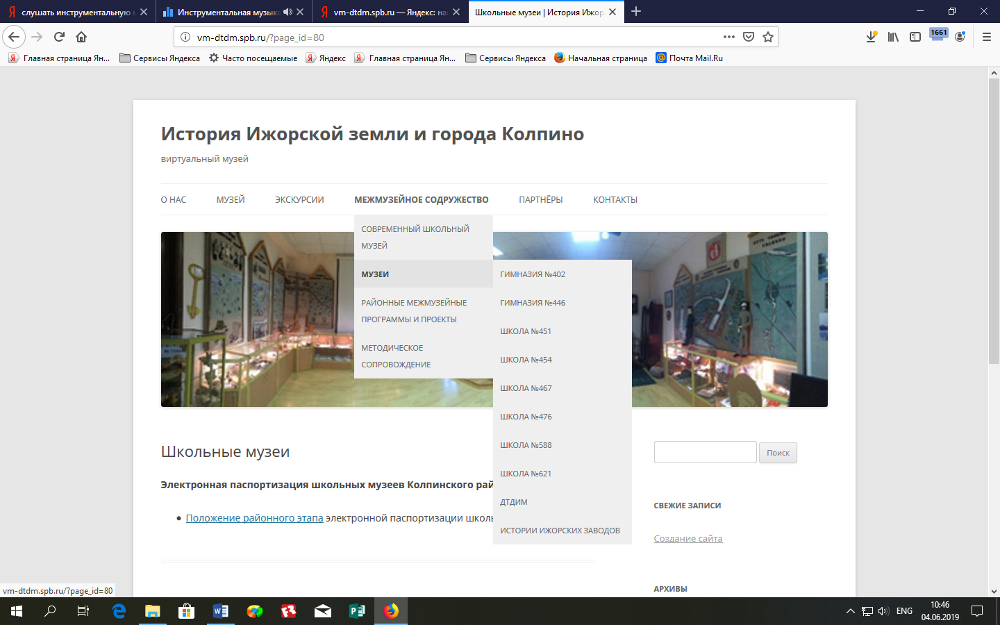 слушать инструментальную
Инструментальная музыка
vm-dtdm.spb.ru — Яндекс: на
Школьные музеи | История Ижор
vm-dtdm.spb.ru/?page_id=80
1661
Главная страница Ян...
Сервисы Яндекса
Часто посещаемые
Яндекс
Главная страница Ян...
Сервисы Яндекса
Начальная страница
Почта Mail.Ru
История Ижорской земли и города Колпино
виртуальный музей
О НАС
МУЗЕЙ
ЭКСКУРСИИ
МЕЖМУЗЕЙНОЕ СОДРУЖЕСТВО
ПАРТНЁРЫ
КОНТАКТЫ
СОВРЕМЕННЫЙ ШКОЛЬНЫЙ
МУЗЕЙ
МУЗЕИ
РАЙОННЫЕ МЕЖМУЗЕЙНЫЕ
ПРОГРАММЫ И ПРОЕКТЫ
МЕТОДИЧЕСКОЕ
СОПРОВОЖДЕНИЕ
ГИМНАЗИЯ №402
ГИМНАЗИЯ №446
ШКОЛА №451
ШКОЛА №454
ШКОЛА №467
ШКОЛА №476
ШКОЛА №588
ШКОЛА №621
ДТДИМ
ИСТОРИИ ИЖОРСКИХ ЗАВОДОВ
Школьные музеи
Электронная паспортизация школьных музеев Колпинского рай
Положение районного этапа электронной паспортизации школь
Поиск
СВЕЖИЕ ЗАПИСИ
Создание сайта
АРХИВЫ
vm-dtdm.spb.ru/?page_id=80
ENG
10:46
04.06.2019